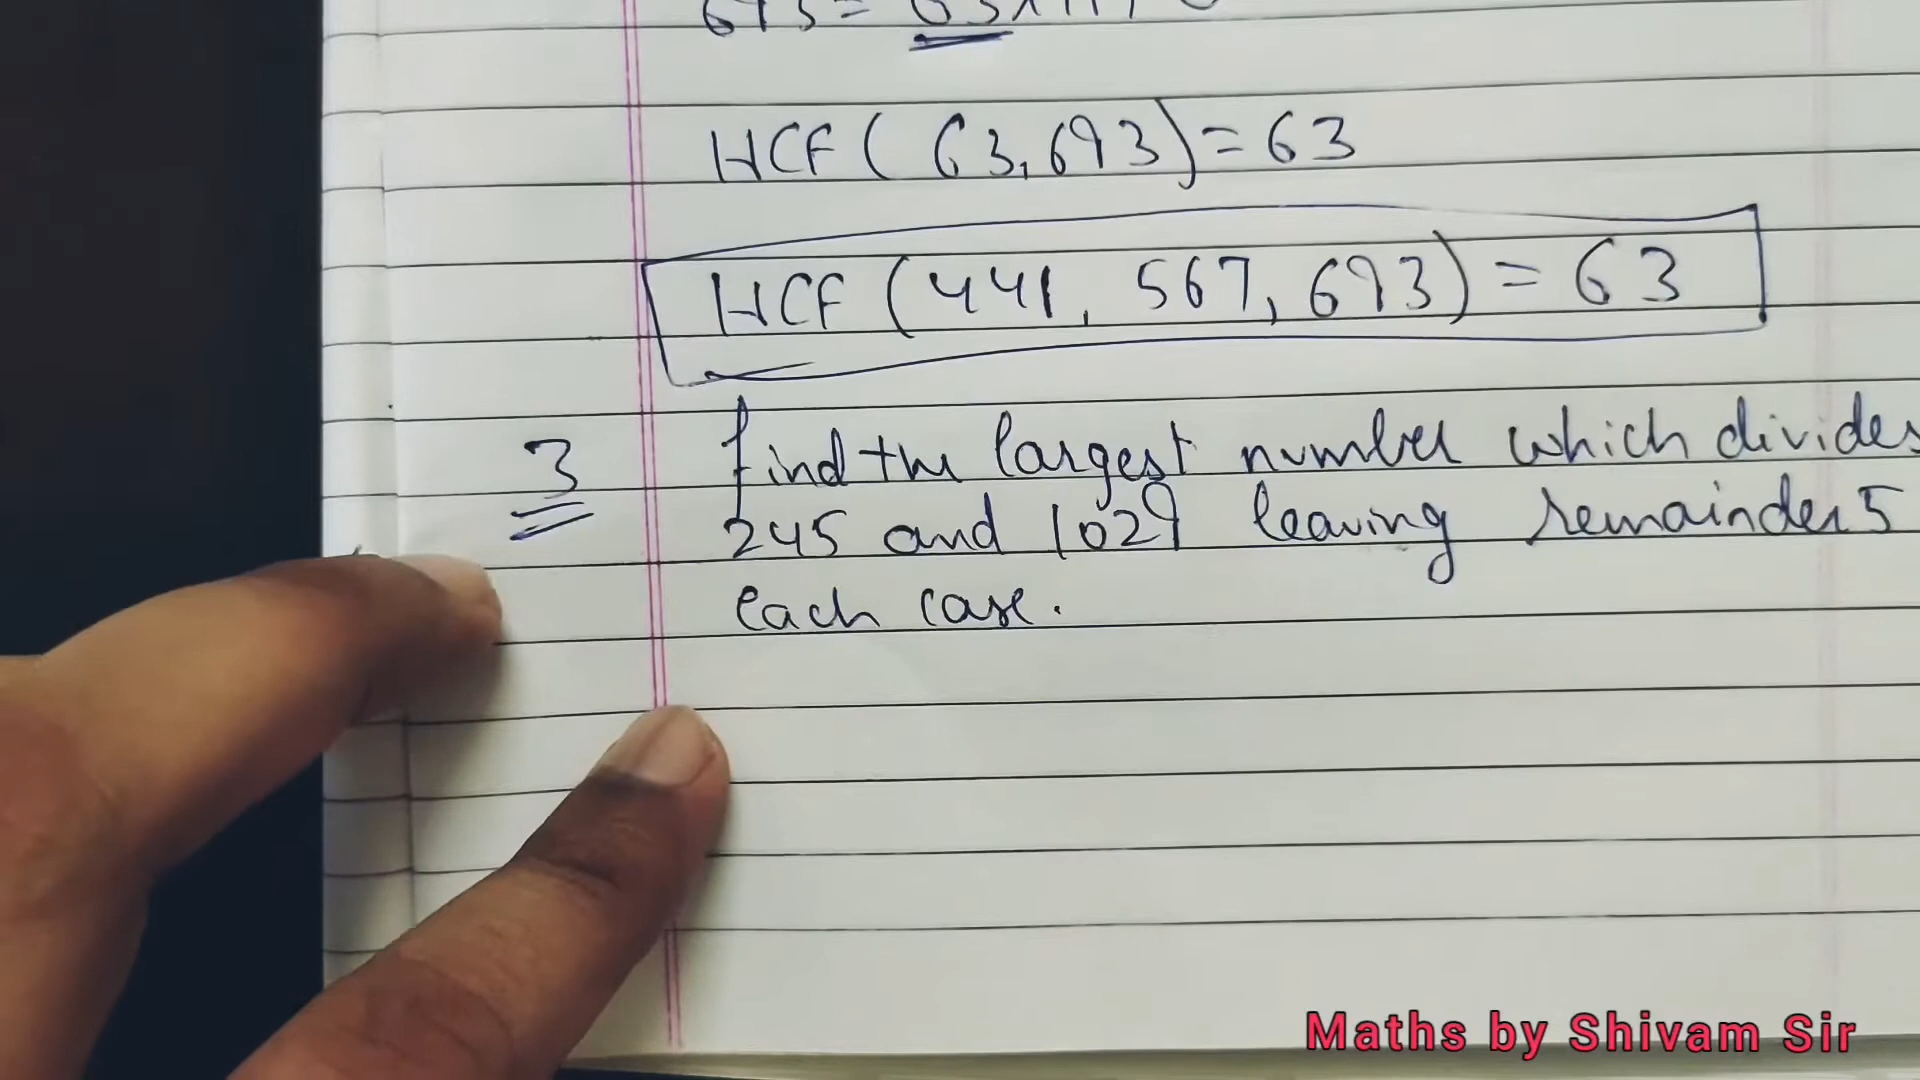 HCF ( 63, 693) = 63
HCF (441, 567, 693) = 63
3 find the largest number which divides
245 and 1029 leaving remainder 5
each case.
Maths by Shivam Sir